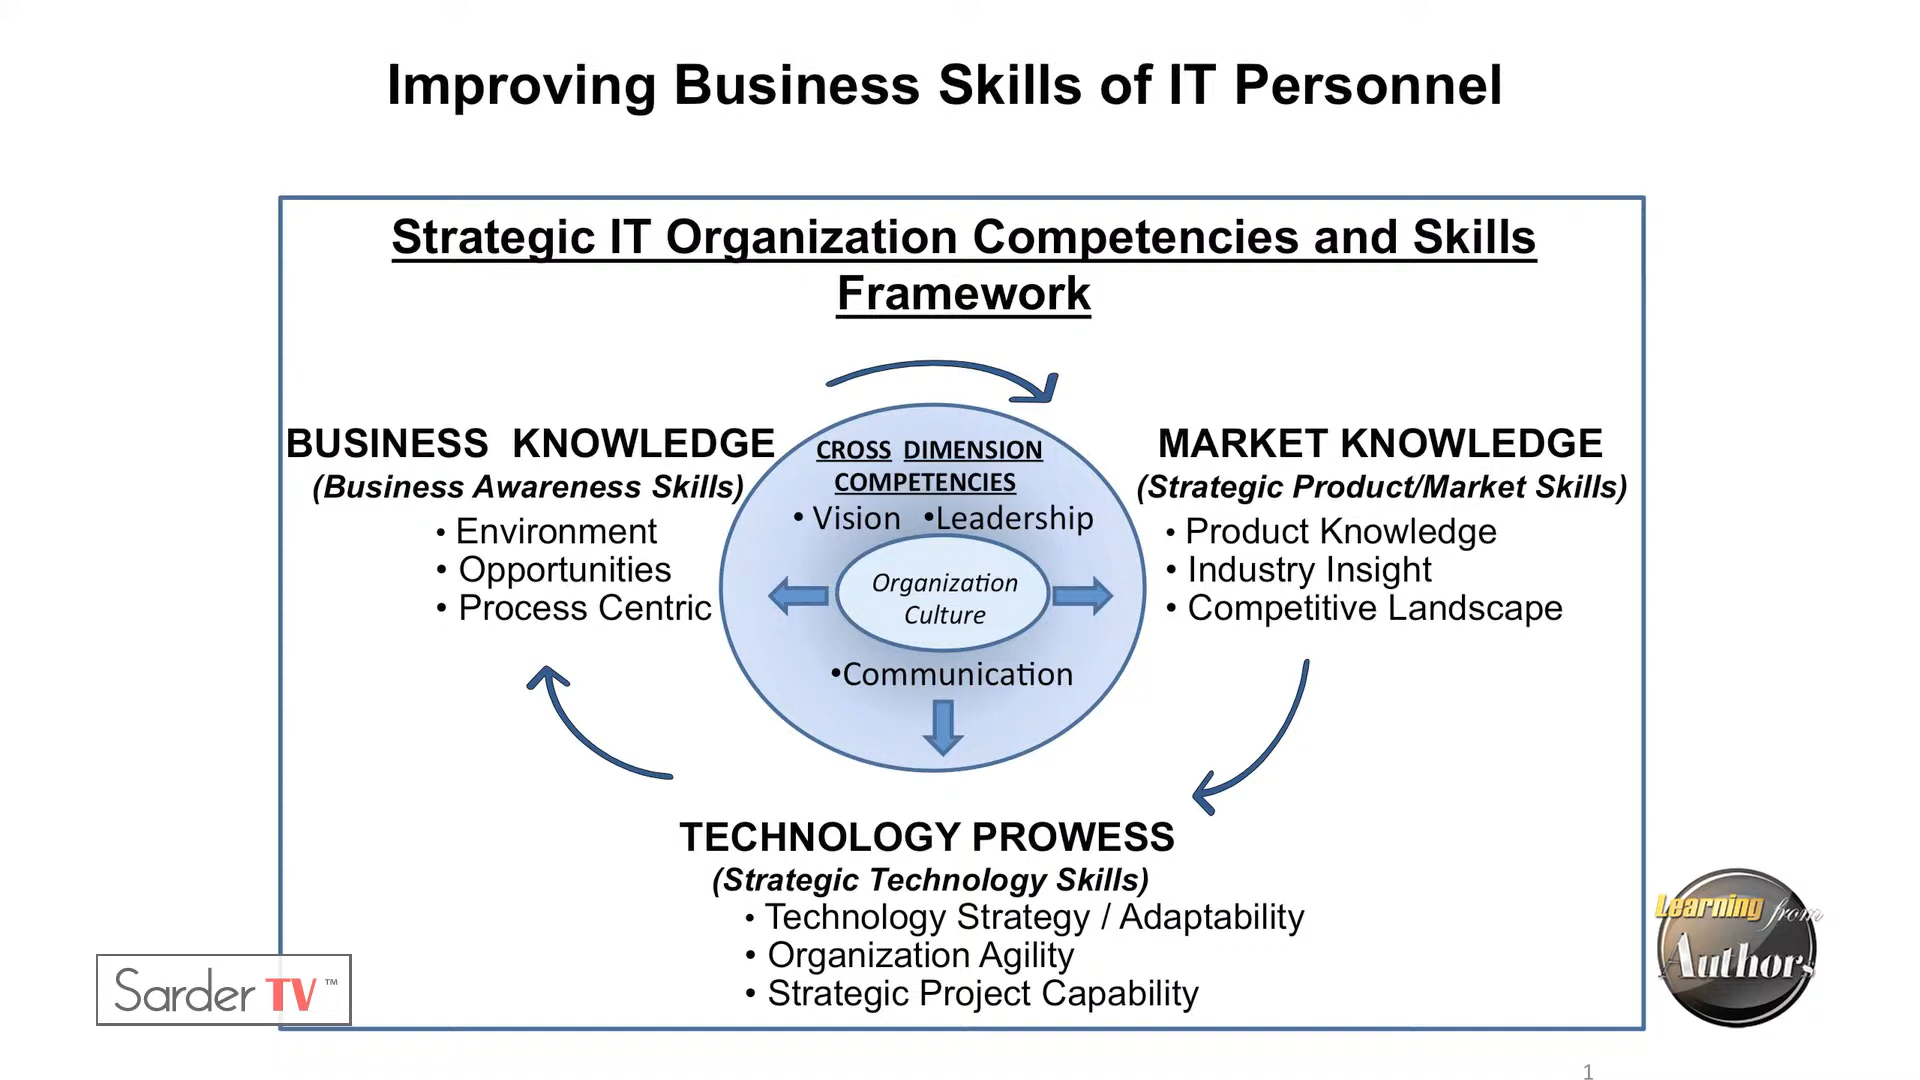 Improving Business Skills of IT Personnel
Strategic IT Organization Competencies and Skills
Framework
BUSINESS KNOWLEDGE
(Business Awareness Skills)
• Environment
• Opportunities
• Process Centric
CROSS DIMENSION
COMPETENCIES
• Vision •Leadership
Organization
Culture
•Communication
MARKET KNOWLEDGE
(Strategic Product/Market Skills)
• Product Knowledge
• Industry Insight
• Competitive Landscape
TECHNOLOGY PROWESS
(Strategic Technology Skills)
• Technology Strategy / Adaptability
• Organization Agility
• Strategic Project Capability
Sarder TV™
Learning from
Authors
1